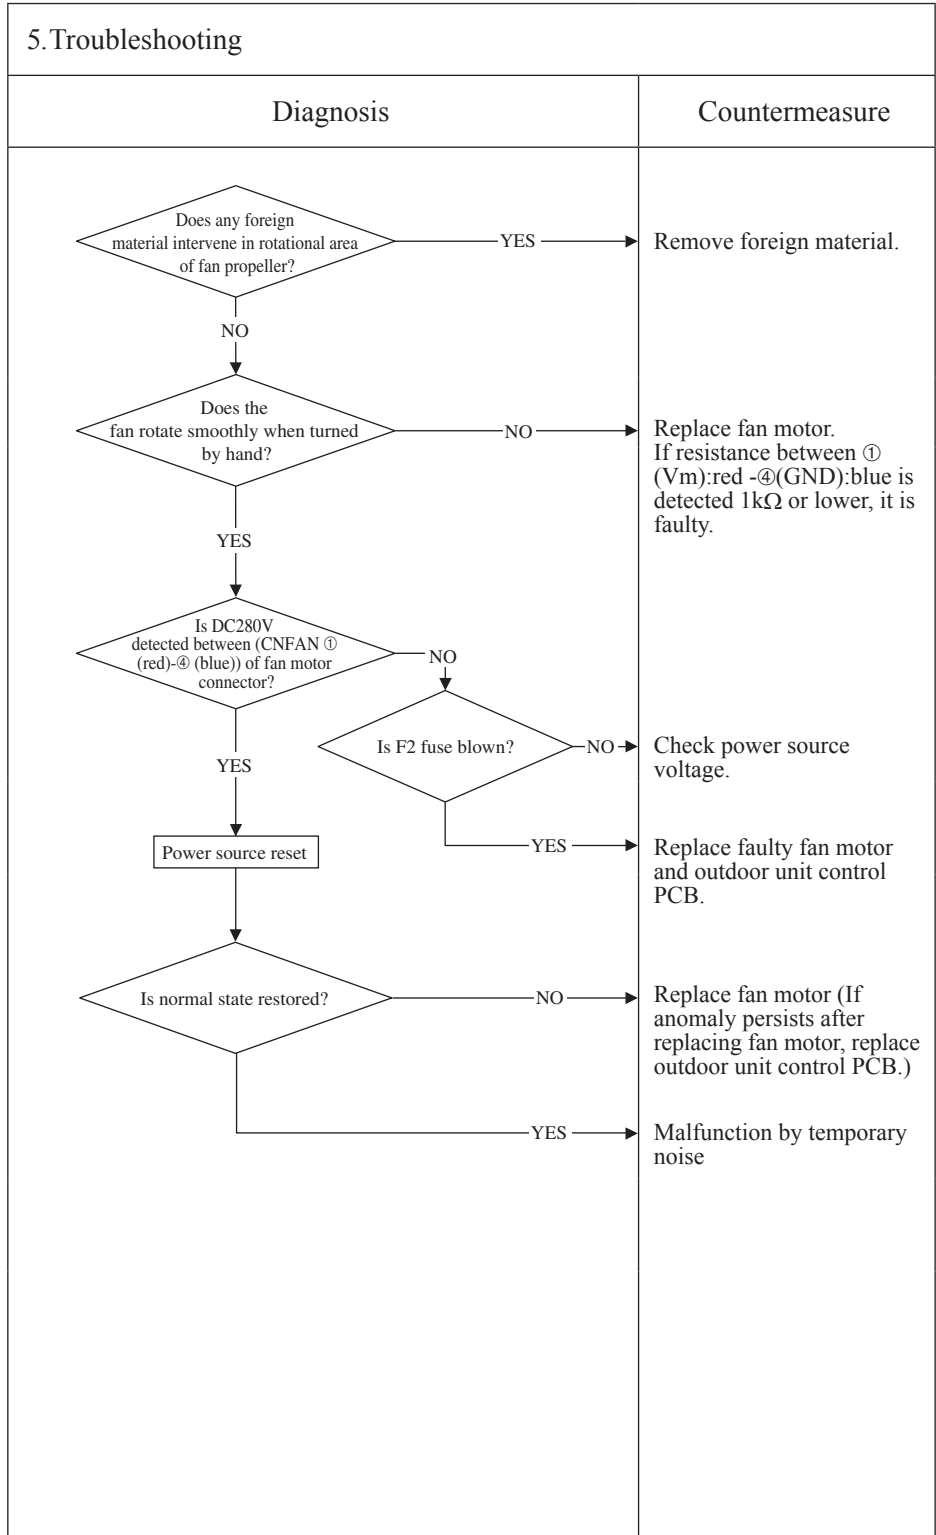 5.Troubleshooting
Diagnosis
Countermeasure
Does any foreign
material intervene in rotational area
of fan propeller?
YES
Remove foreign material.
NO
Does the
fan rotate smoothly when turned
by hand?
NO
Replace fan motor.
If resistance between ①
(Vm):red -④(GND):blue is
detected 1kΩ or lower, it is
faulty.
YES
Is DC280V
detected between (CNFAN ①
(red)-④ (blue)) of fan motor
connector?
NO
Is F2 fuse blown?
NO
Check power source
voltage.
YES
YES
Replace faulty fan motor
and outdoor unit control
PCB.
Power source reset
Is normal state restored?
NO
Replace fan motor (If
anomaly persists after
replacing fan motor, replace
outdoor unit control PCB.)
YES
Malfunction by temporary
noise